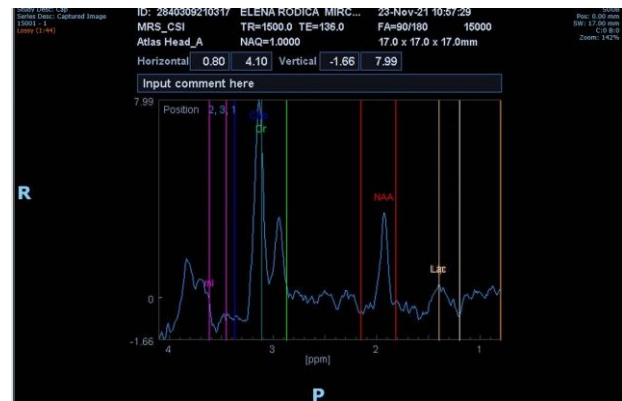 Study Desc: Cap
Series Desc: Captured Image
15001 - 1
Lossy (1:44)
ID: 2840309210317 ELENA RODICA MIRC... 23-Nov-21 10:57:29
MRS_CSI TR=1500.0 TE=136.0 FA=90/180 15000
Atlas Head_A NAQ=1.0000 17.0 x 17.0 x 17.0mm
Pos: 0.00 mm
SW: 17.00 mm
C:0 B:0
Zoom: 142%
Horizontal 0.80 4.10 Vertical -1.66 7.99
Input comment here
7.99
Position 2, 3, 1
Cr
NAA
R
mI
Lac
0
-1.66
4 3 2 1
[ppm]
P